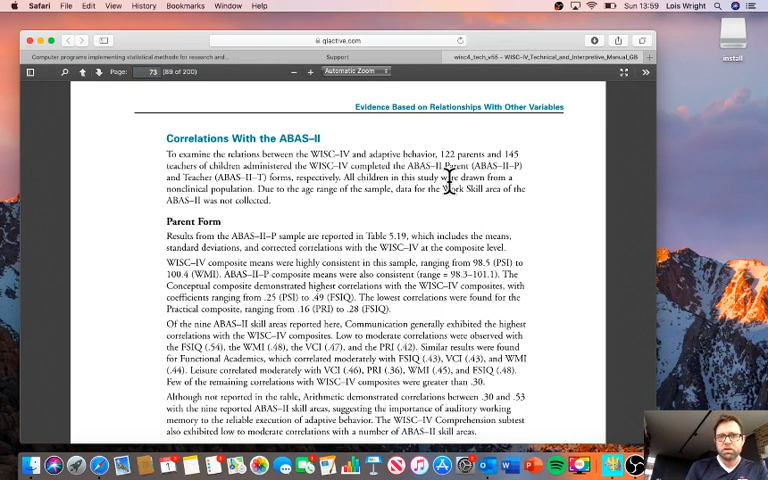 Safari File Edit View History Bookmarks Window Help Sun 13:59 Lois Wright
qiactive.com
Computer programs implementing statistical methods for research and... Support wisc4_tech_v55 – WISC-IV_Technical_and_Interpretive_Manual_GB
Page: 73 (89 of 200) Automatic Zoom
install
Evidence Based on Relationships With Other Variables
Correlations With the ABAS–II
To examine the relations between the WISC–IV and adaptive behavior, 122 parents and 145
teachers of children administered the WISC–IV completed the ABAS–II Parent (ABAS–II–P)
and Teacher (ABAS–II–T) forms, respectively. All children in this study were drawn from a
nonclinical population. Due to the age range of the sample, data for the Work Skill area of the
ABAS–II was not collected.
Parent Form
Results from the ABAS–II–P sample are reported in Table 5.19, which includes the means,
standard deviations, and corrected correlations with the WISC–IV at the composite level.
WISC–IV composite means were highly consistent in this sample, ranging from 98.5 (PSI) to
100.4 (WMI). ABAS–II–P composite means were also consistent (range = 98.3–101.1). The
Conceptual composite demonstrated highest correlations with the WISC–IV composites, with
coefficients ranging from .25 (PSI) to .49 (FSIQ). The lowest correlations were found for the
Practical composite, ranging from .16 (PRI) to .28 (FSIQ).
Of the nine ABAS–II skill areas reported here, Communication generally exhibited the highest
correlations with the WISC–IV composites. Low to moderate correlations were observed with
the FSIQ (.54), the WMI (.48), the VCI (.47), and the PRI (.42). Similar results were found
for Functional Academics, which correlated moderately with FSIQ (.43), VCI (.43), and WMI
(.44). Leisure correlated moderately with VCI (.46), PRI (.36), WMI (.45), and FSIQ (.48).
Few of the remaining correlations with WISC–IV composites were greater than .30.
Although not reported in the table, Arithmetic demonstrated correlations between .30 and .53
with the nine reported ABAS–II skill areas, suggesting the importance of auditory working
memory to the reliable execution of adaptive behavior. The WISC–IV Comprehension subtest
also exhibited low to moderate correlations with a number of ABAS–II skill areas.